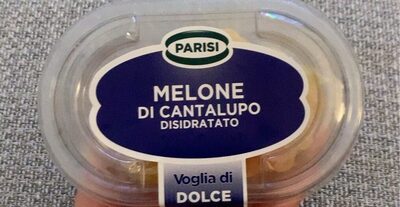 PARISI
MELONE
DI CANTALUPO
DISIDRATATO
Voglia di
DOLCE